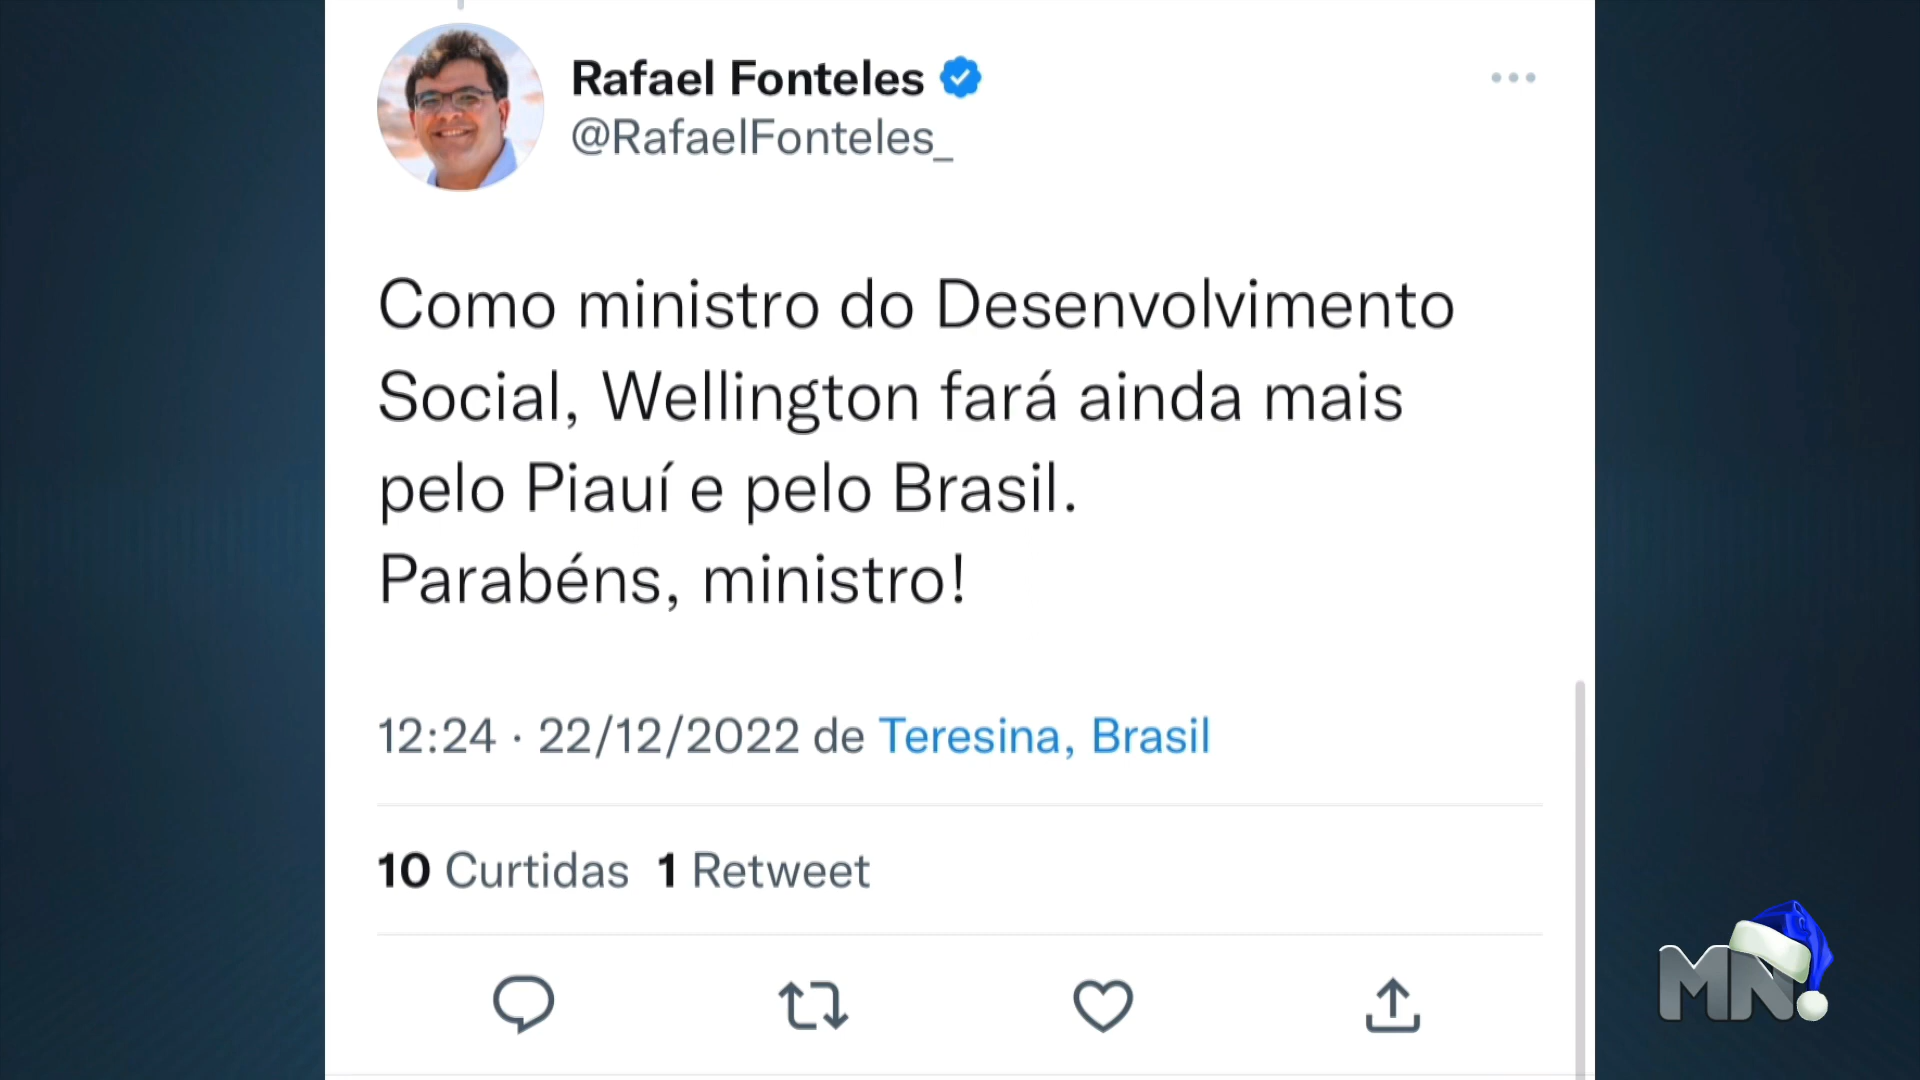 Rafael Fonteles
@RafaelFonteles_
Como ministro do Desenvolvimento
Social, Wellington fará ainda mais
pelo Piauí e pelo Brasil.
Parabéns, ministro!
12:24 · 22/12/2022 de Teresina, Brasil
10 Curtidas 1 Retweet
MN.